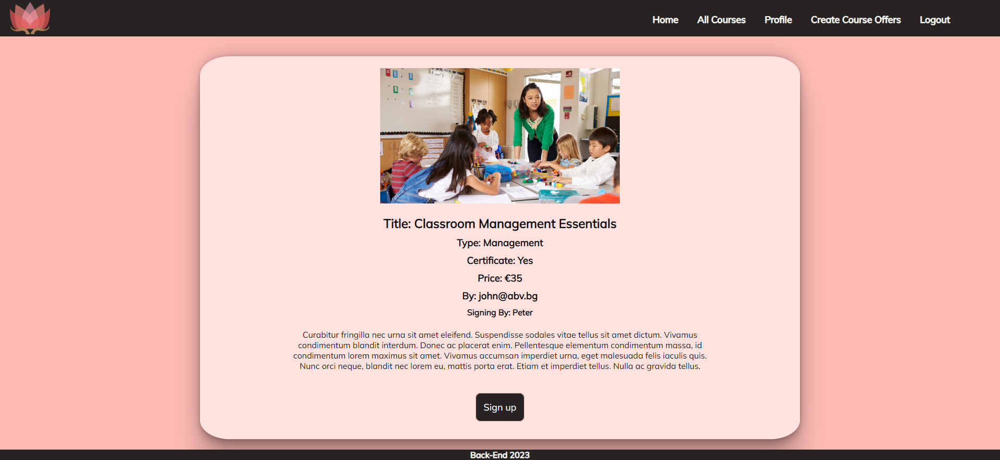 Home All Courses Profile Create Course Offers Logout
Title: Classroom Management Essentials
Type: Management
Certificate: Yes
Price: €35
By: john@abv.bg
Signing By: Peter
Curabitur fringilla nec urna sit amet eleifend. Suspendisse sodales vitae tellus sit amet dictum. Vivamus
condimentum blandit interdum. Donec ac placerat enim. Pellentesque elementum condimentum massa, id
condimentum lorem maximus sit amet. Vivamus accumsan imperdiet urna, eget malesuada felis iaculis quis.
Nunc orci neque, blandit nec lorem eu, mattis porta erat. Etiam et imperdiet tellus. Nulla ac gravida tellus.
Sign up
Back-End 2023